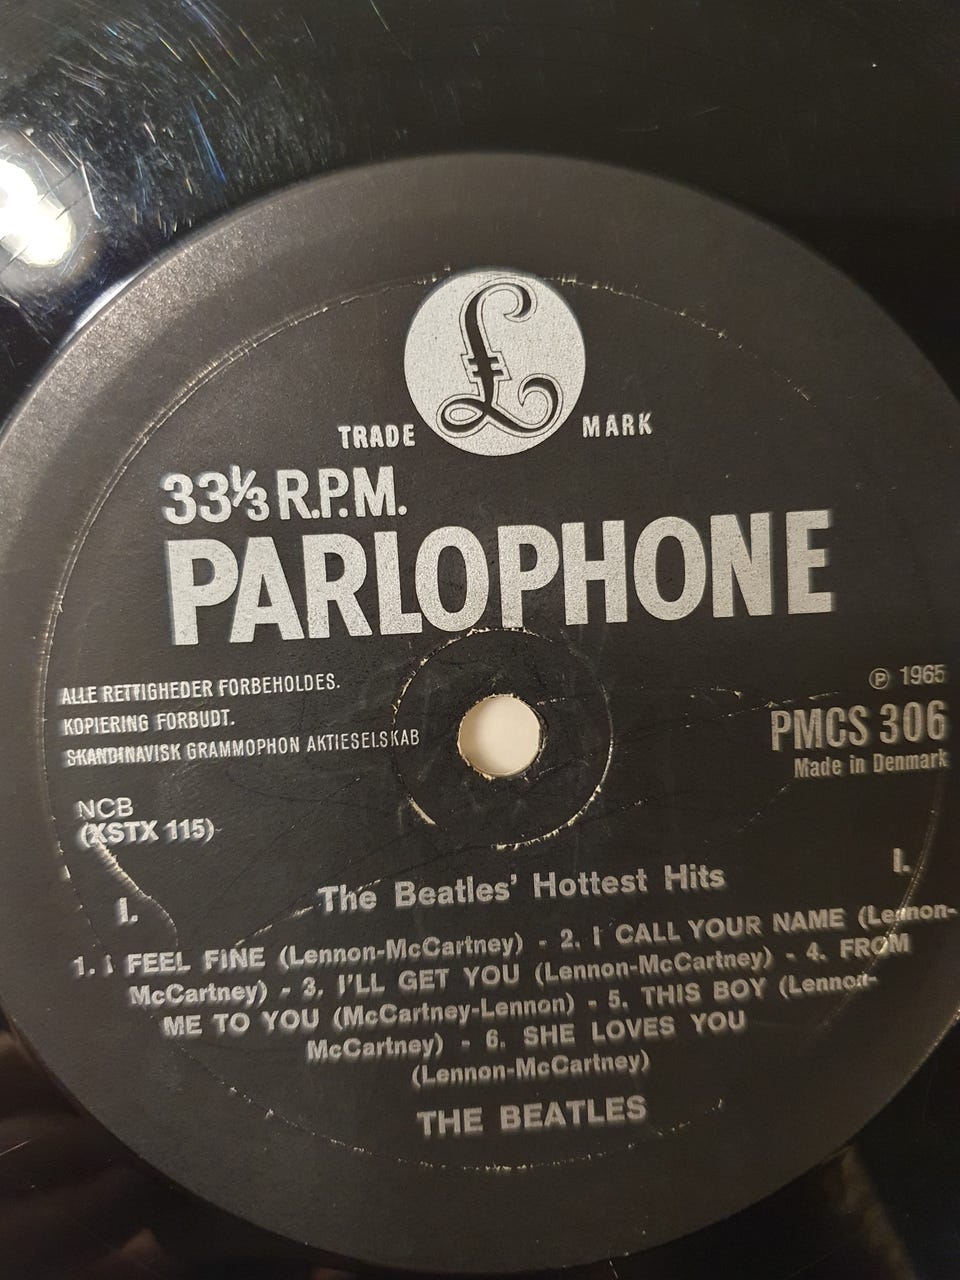 £
TRADE MARK
33⅓ R.P.M.
PARLOPHONE
ALLE RETTIGHEDER FORBEHOLDES.
KOPIERING FORBUDT.
SKANDINAVISK GRAMMOPHON AKTIESELSKAB
℗ 1965
PMCS 306
Made in Denmark
NCB
(XSTX 115)
I.
I.
The Beatles' Hottest Hits
1. I FEEL FINE (Lennon-McCartney) - 2. I CALL YOUR NAME (Lennon-
McCartney) - 3. I'LL GET YOU (Lennon-McCartney) - 4. FROM
ME TO YOU (McCartney-Lennon) - 5. THIS BOY (Lennon-
McCartney) - 6. SHE LOVES YOU
(Lennon-McCartney)
THE BEATLES